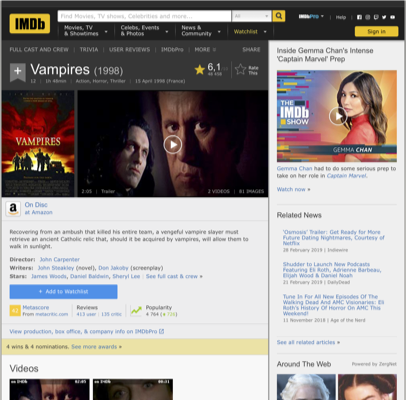 IMDb
Find Movies, TV shows, Celebrities and more...
All
Movies, TV & Showtimes
Celebs, Events & Photos
News & Community
Watchlist
IMDbPro
Help
Sign in
FULL CAST AND CREW | TRIVIA | USER REVIEWS | IMDbPro | MORE
SHARE
Vampires (1998)
6,1
Rate This
12 | 1h 48min | Action, Horror, Thriller | 15 April 1998 (France)
VAMPIRES
2:05 | Trailer
2 VIDEOS | 81 IMAGES
On Disc
at Amazon
Recovering from an ambush that killed his entire team, a vengeful vampire slayer must
retrieve an ancient Catholic relic that, should it be acquired by vampires, will allow them to
walk in sunlight.
Director: John Carpenter
Writers: John Steakley (novel), Don Jakoby (screenplay)
Stars: James Woods, Daniel Baldwin, Sheryl Lee | See full cast & crew »
+ Add to Watchlist
Metascore
From metacritic.com
Reviews
413 user | 135 critic
Popularity
View production, box office, & company info on IMDbPro
4 wins & 4 nominations. See more awards »
Videos
Inside Gemma Chan's Intense
'Captain Marvel' Prep
THE
IMDb
SHOW
GEMMA CHAN
Gemma Chan had to do some serious prep to
take on her role in Captain Marvel.
Watch now »
Related News
'Osmosis' Trailer: Get Ready for More
Future Dating Nightmares, Courtesy of
Netflix
28 February 2019 | Indiewire
Shudder to Launch New Podcasts
Featuring Eli Roth, Adrienne Barbeau,
Elijah Wood & Daniel Noah
21 February 2019 | DailyDead
Tune In For All New Episodes Of The
Walking Dead And AMC Visionaries: Eli
Roth's History Of Horror On AMC This
Weekend!
11 November 2018 | Age of the Nerd
See all related articles »
Around The Web
Powered by ZergNet